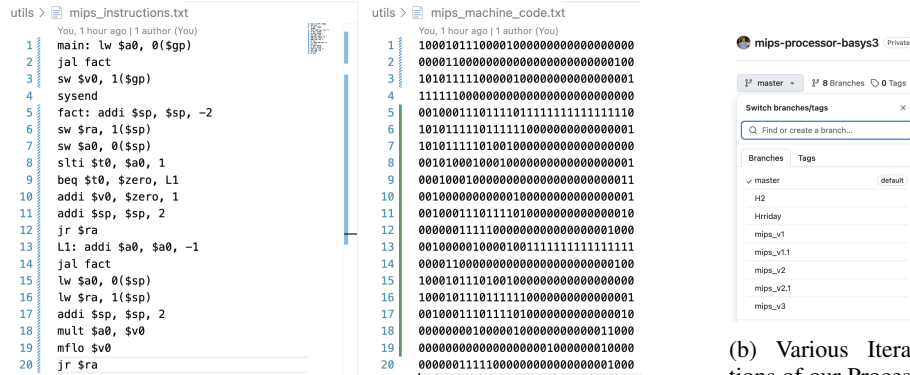 utils > mips_instructions.txt
You, 1 hour ago | 1 author (You)
1 main: lw $a0, 0($gp)
2 jal fact
3 sw $v0, 1($gp)
4 sysend
5 fact: addi $sp, $sp, -2
6 sw $ra, 1($sp)
7 sw $a0, 0($sp)
8 slti $t0, $a0, 1
9 beq $t0, $zero, L1
10 addi $v0, $zero, 1
11 addi $sp, $sp, 2
12 jr $ra
13 L1: addi $a0, $a0, -1
14 jal fact
15 lw $a0, 0($sp)
16 lw $ra, 1($sp)
17 addi $sp, $sp, 2
18 mult $a0, $v0
19 mflo $v0
20 jr $ra
utils > mips_machine_code.txt
You, 1 hour ago | 1 author (You)
1 10001011100001000000000000000000
2 00001100000000000000000000000100
3 10101111100000100000000000000001
4 11111100000000000000000000000000
5 00100011101111011111111111111110
6 10101111101111110000000000000001
7 10101111101001000000000000000000
8 00101000100010000000000000000001
9 00010001000000000000000000000011
10 00100000000000100000000000000001
11 00100011101111010000000000000010
12 00000011111000000000000000001000
13 00100000100001001111111111111111
14 00001100000000000000000000000100
15 10001011101001000000000000000000
16 10001011101111110000000000000001
17 00100011101111010000000000000010
18 00000000100000100000000000011000
19 00000000000000000001000000010000
20 00000011111000000000000000001000
mips-processor-basys3 Private
master 8 Branches 0 Tags
Switch branches/tags
Find or create a branch...
Branches Tags
master default
H2
Hrriday
mips_v1
mips_v1.1
mips_v2
mips_v2.1
mips_v3
(b) Various Itera-
tions of our Proces-